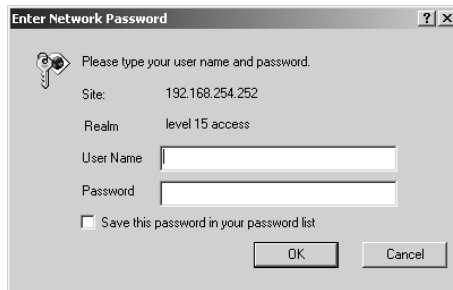 Enter Network Password
Please type your user name and password.
Site: 192.168.254.252
Realm level 15 access
User Name
Password
Save this password in your password list
OK Cancel